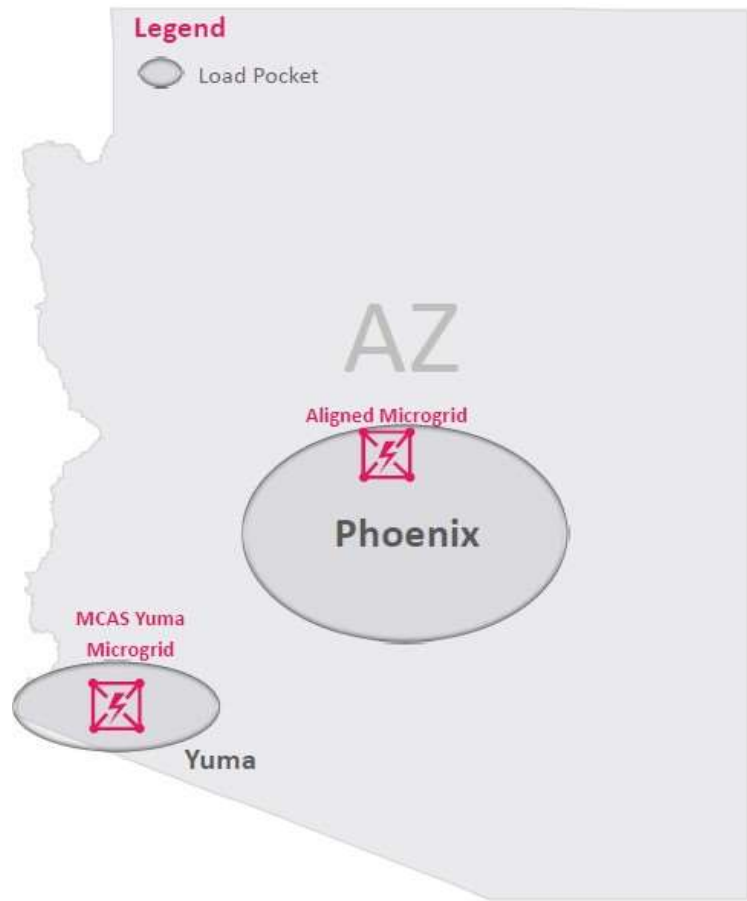 Legend
Load Pocket
AZ
Aligned Microgrid
Phoenix
MCAS Yuma
Microgrid
Yuma